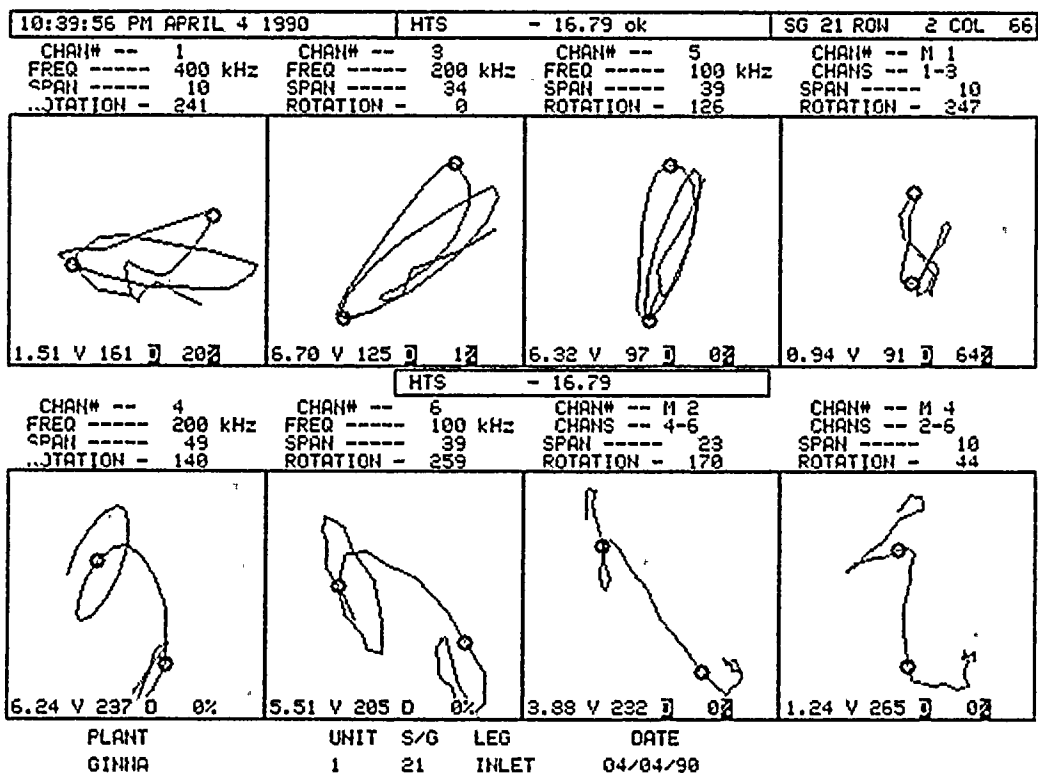 10:39:56 PM APRIL 4 1990 HTS - 16.79 ok SG 21 ROW 2 COL 66
CHAN# -- 1 CHAN# -- 3 CHAN# -- 5 CHAN# -- M 1
FREQ ----- 400 kHz FREQ ----- 200 kHz FREQ ----- 100 kHz CHANS -- 1-3
SPAN ----- 10 SPAN ----- 34 SPAN ----- 39 SPAN ----- 10
..OTATION - 241 ROTATION - 0 ROTATION - 126 ROTATION - 247
1.51 V 161 D 20% 6.70 V 125 D 1% 6.32 V 97 D 0% 0.94 V 91 D 64%
HTS - 16.79
CHAN# -- 4 CHAN# -- 6 CHAN# -- M 2 CHAN# -- M 4
FREQ ----- 200 kHz FREQ ----- 100 kHz CHANS -- 4-6 CHANS -- 2-6
SPAN ----- 49 SPAN ----- 39 SPAN ----- 23 SPAN ----- 10
..OTATION - 140 ROTATION - 259 ROTATION - 170 ROTATION - 44
6.24 V 237 D 0% 5.51 V 205 D 0% 3.88 V 232 D 0% 1.24 V 265 D 0%
PLANT UNIT S/G LEG DATE
GINNA 1 21 INLET 04/04/90